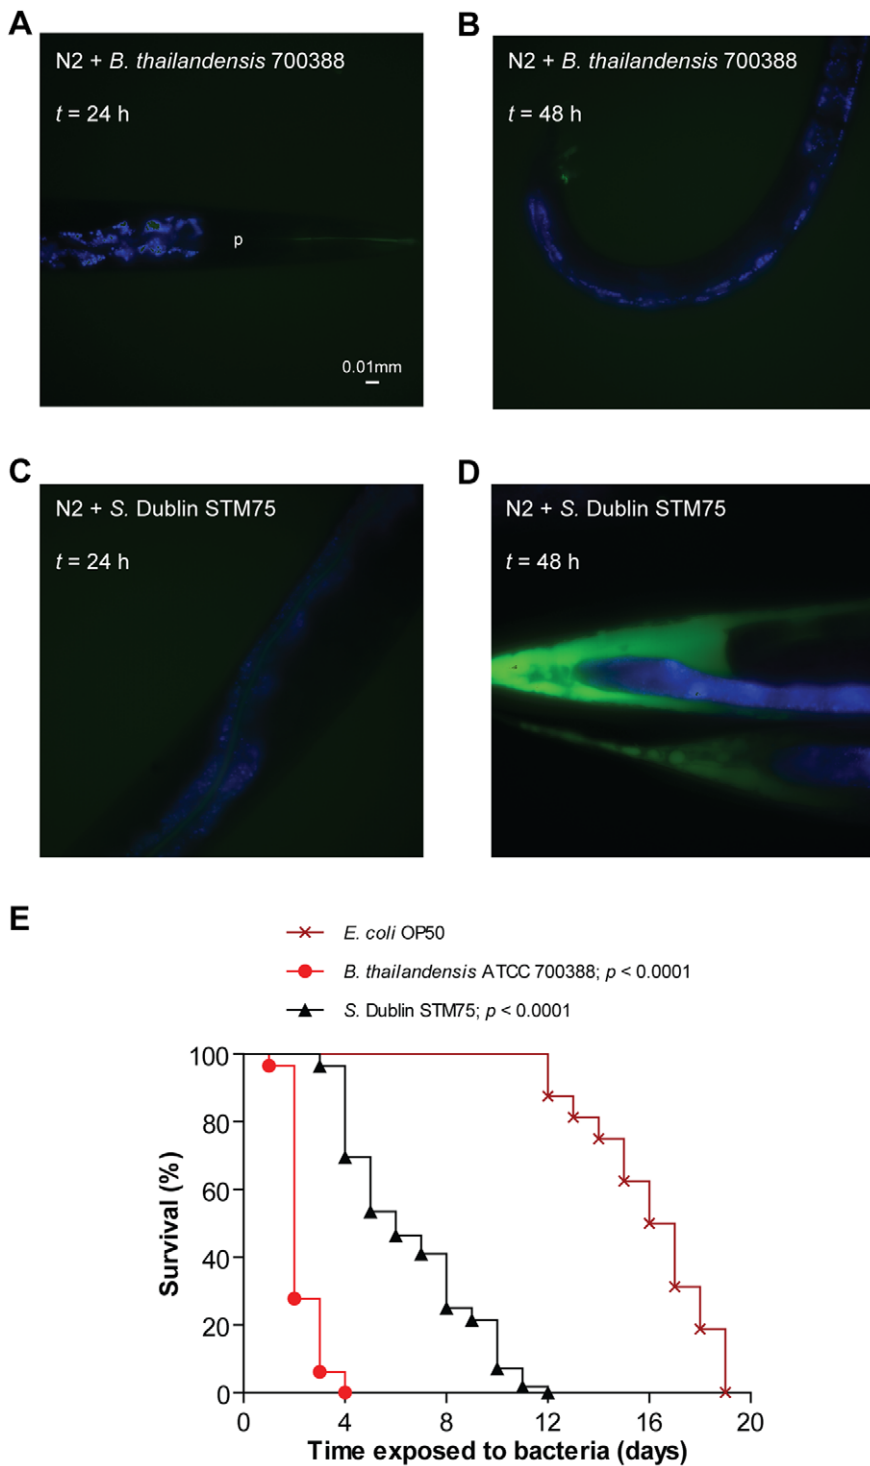 A
N2 + B. thailandensis 700388
t = 24 h
p
0.01mm
B
N2 + B. thailandensis 700388
t = 48 h
C
N2 + S. Dublin STM75
t = 24 h
D
N2 + S. Dublin STM75
t = 48 h
E
E. coli OP50
B. thailandensis ATCC 700388; p < 0.0001
S. Dublin STM75; p < 0.0001
100
80
60
40
20
0
Survival (%)
0 4 8 12 16 20
Time exposed to bacteria (days)